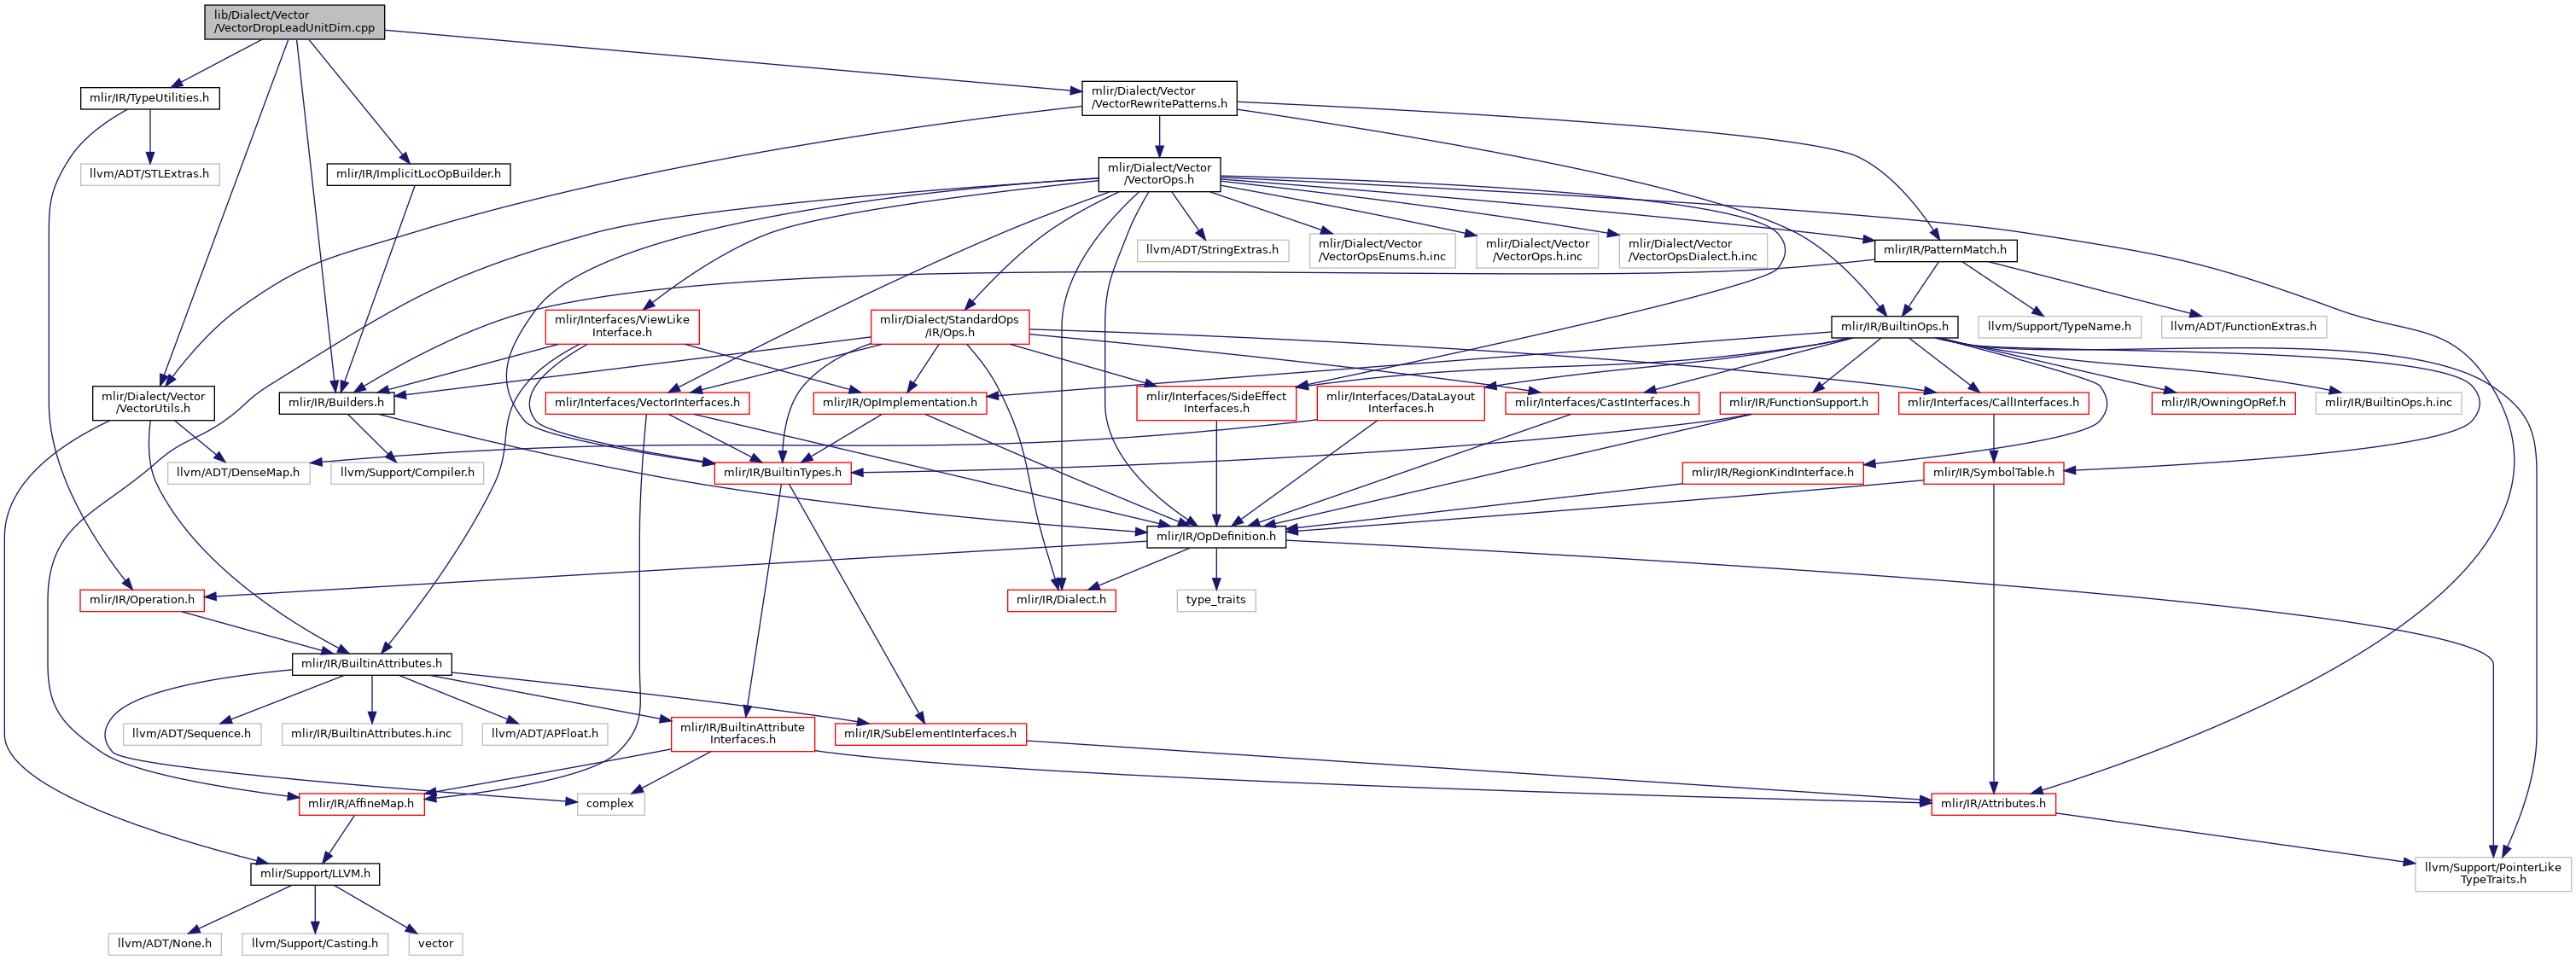 lib/Dialect/Vector
/VectorDropLeadUnitDim.cpp
mlir/IR/TypeUtilities.h
mlir/Dialect/Vector
/VectorRewritePatterns.h
llvm/ADT/STLExtras.h
mlir/IR/ImplicitLocOpBuilder.h
mlir/Dialect/Vector
/VectorOps.h
llvm/ADT/StringExtras.h
mlir/Dialect/Vector
/VectorOpsEnums.h.inc
mlir/Dialect/Vector
/VectorOps.h.inc
mlir/Dialect/Vector
/VectorOpsDialect.h.inc
mlir/IR/PatternMatch.h
mlir/Interfaces/ViewLike
Interface.h
mlir/Dialect/StandardOps
/IR/Ops.h
mlir/IR/BuiltinOps.h
llvm/Support/TypeName.h
llvm/ADT/FunctionExtras.h
mlir/Dialect/Vector
/VectorUtils.h
mlir/IR/Builders.h
mlir/Interfaces/VectorInterfaces.h
mlir/IR/OpImplementation.h
mlir/Interfaces/SideEffect
Interfaces.h
mlir/Interfaces/DataLayout
Interfaces.h
mlir/Interfaces/CastInterfaces.h
mlir/IR/FunctionSupport.h
mlir/Interfaces/CallInterfaces.h
mlir/IR/OwningOpRef.h
mlir/IR/BuiltinOps.h.inc
llvm/ADT/DenseMap.h
llvm/Support/Compiler.h
mlir/IR/BuiltinTypes.h
mlir/IR/RegionKindInterface.h
mlir/IR/SymbolTable.h
mlir/IR/OpDefinition.h
mlir/IR/Operation.h
mlir/IR/Dialect.h
type_traits
mlir/IR/BuiltinAttributes.h
llvm/ADT/Sequence.h
mlir/IR/BuiltinAttributes.h.inc
llvm/ADT/APFloat.h
mlir/IR/BuiltinAttribute
Interfaces.h
mlir/IR/SubElementInterfaces.h
mlir/IR/AffineMap.h
complex
mlir/IR/Attributes.h
mlir/Support/LLVM.h
llvm/Support/PointerLike
TypeTraits.h
llvm/ADT/None.h
llvm/Support/Casting.h
vector